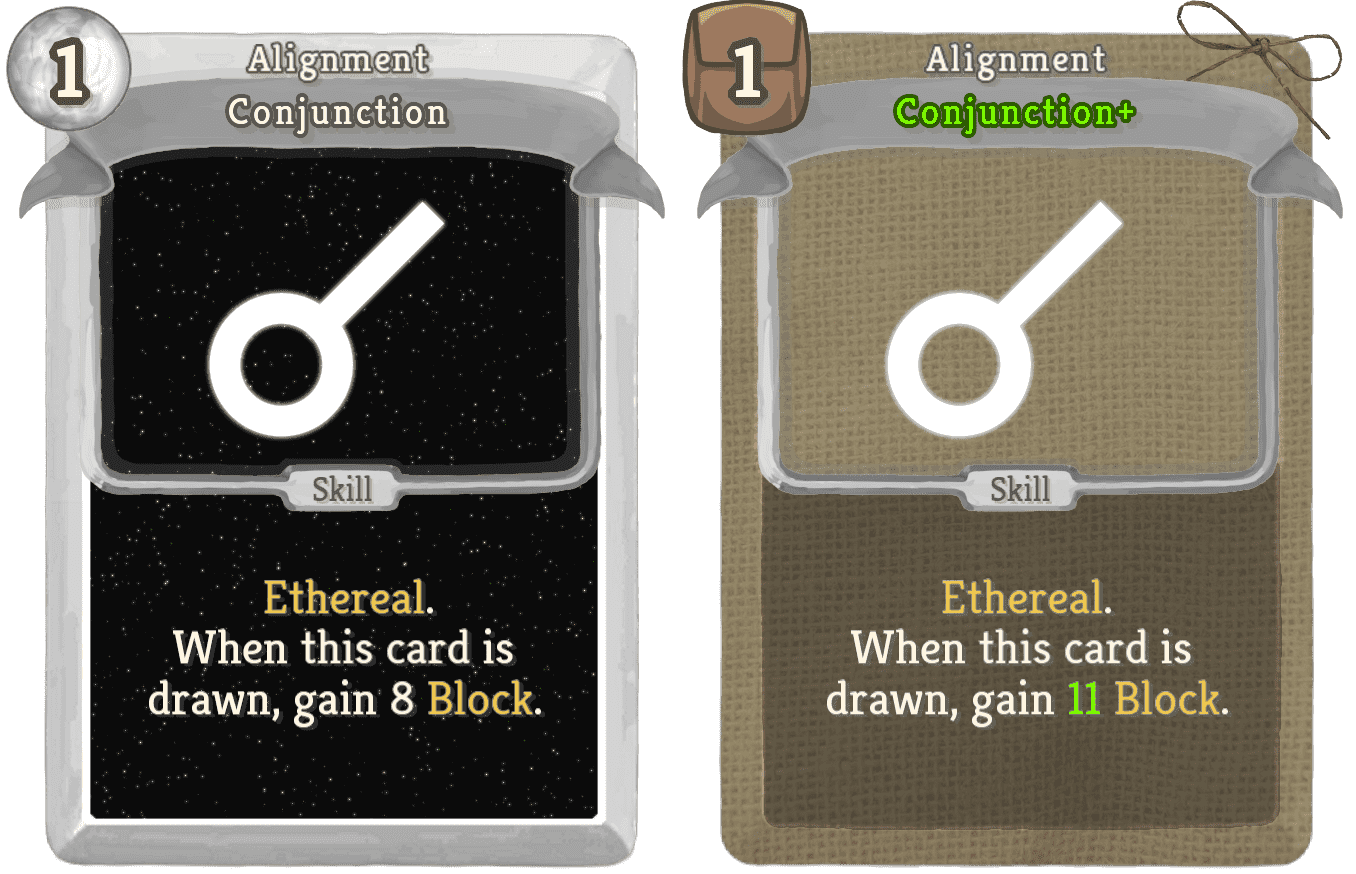 1
Alignment
Conjunction
Skill
Ethereal.
When this card is
drawn, gain 8 Block.
1
Alignment
Conjunction+
Skill
Ethereal.
When this card is
drawn, gain 11 Block.